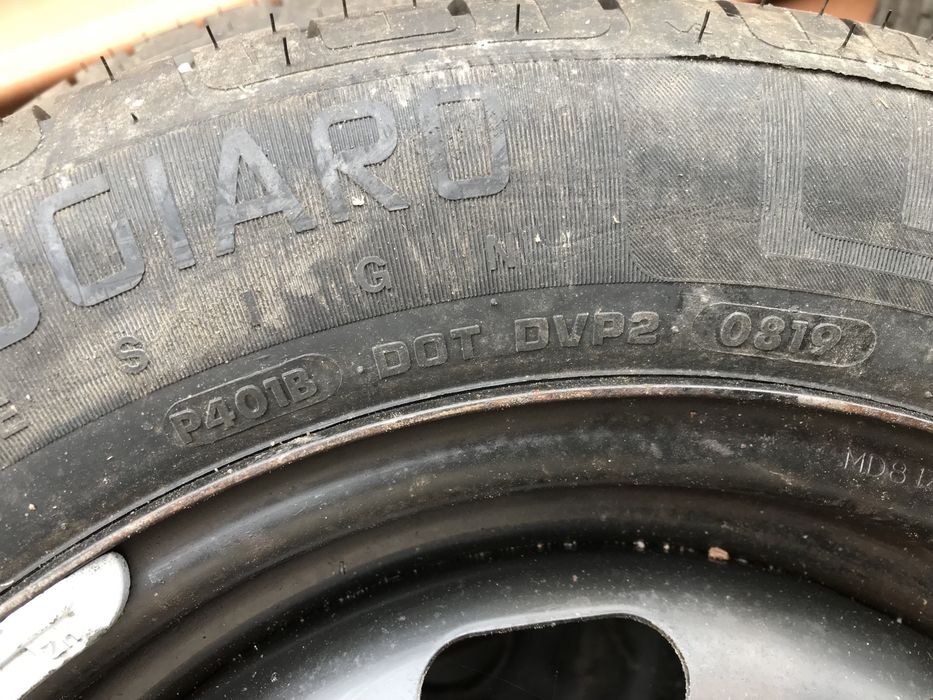 GIARO
E S I G N
P401B DOT DVP2 0819
MD8